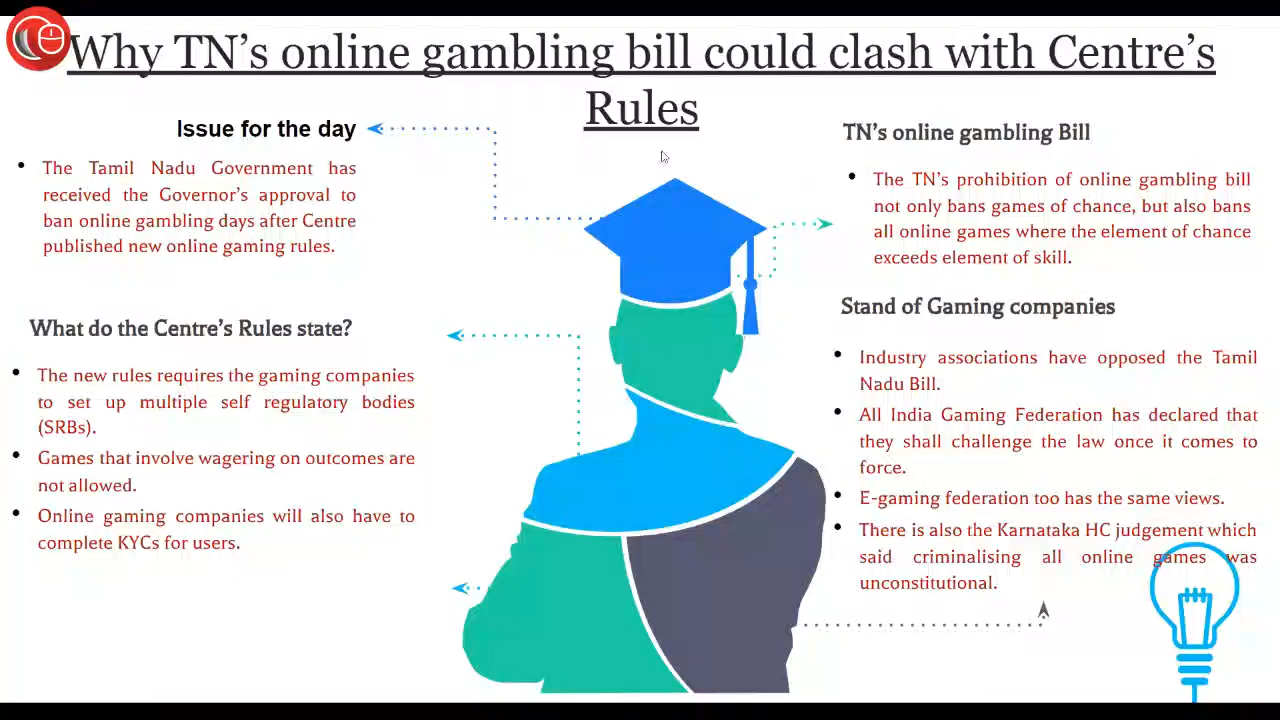 Why TN's online gambling bill could clash with Centre's
Rules
Issue for the day
The Tamil Nadu Government has
received the Governor's approval to
ban online gambling days after Centre
published new online gaming rules.
What do the Centre's Rules state?
The new rules requires the gaming companies
to set up multiple self regulatory bodies
(SRBs).
Games that involve wagering on outcomes are
not allowed.
Online gaming companies will also have to
complete KYCs for users.
TN's online gambling Bill
The TN's prohibition of online gambling bill
not only bans games of chance, but also bans
all online games where the element of chance
exceeds element of skill.
Stand of Gaming companies
Industry associations have opposed the Tamil
Nadu Bill.
All India Gaming Federation has declared that
they shall challenge the law once it comes to
force.
E-gaming federation too has the same views.
There is also the Karnataka HC judgement which
said criminalising all online games was
unconstitutional.